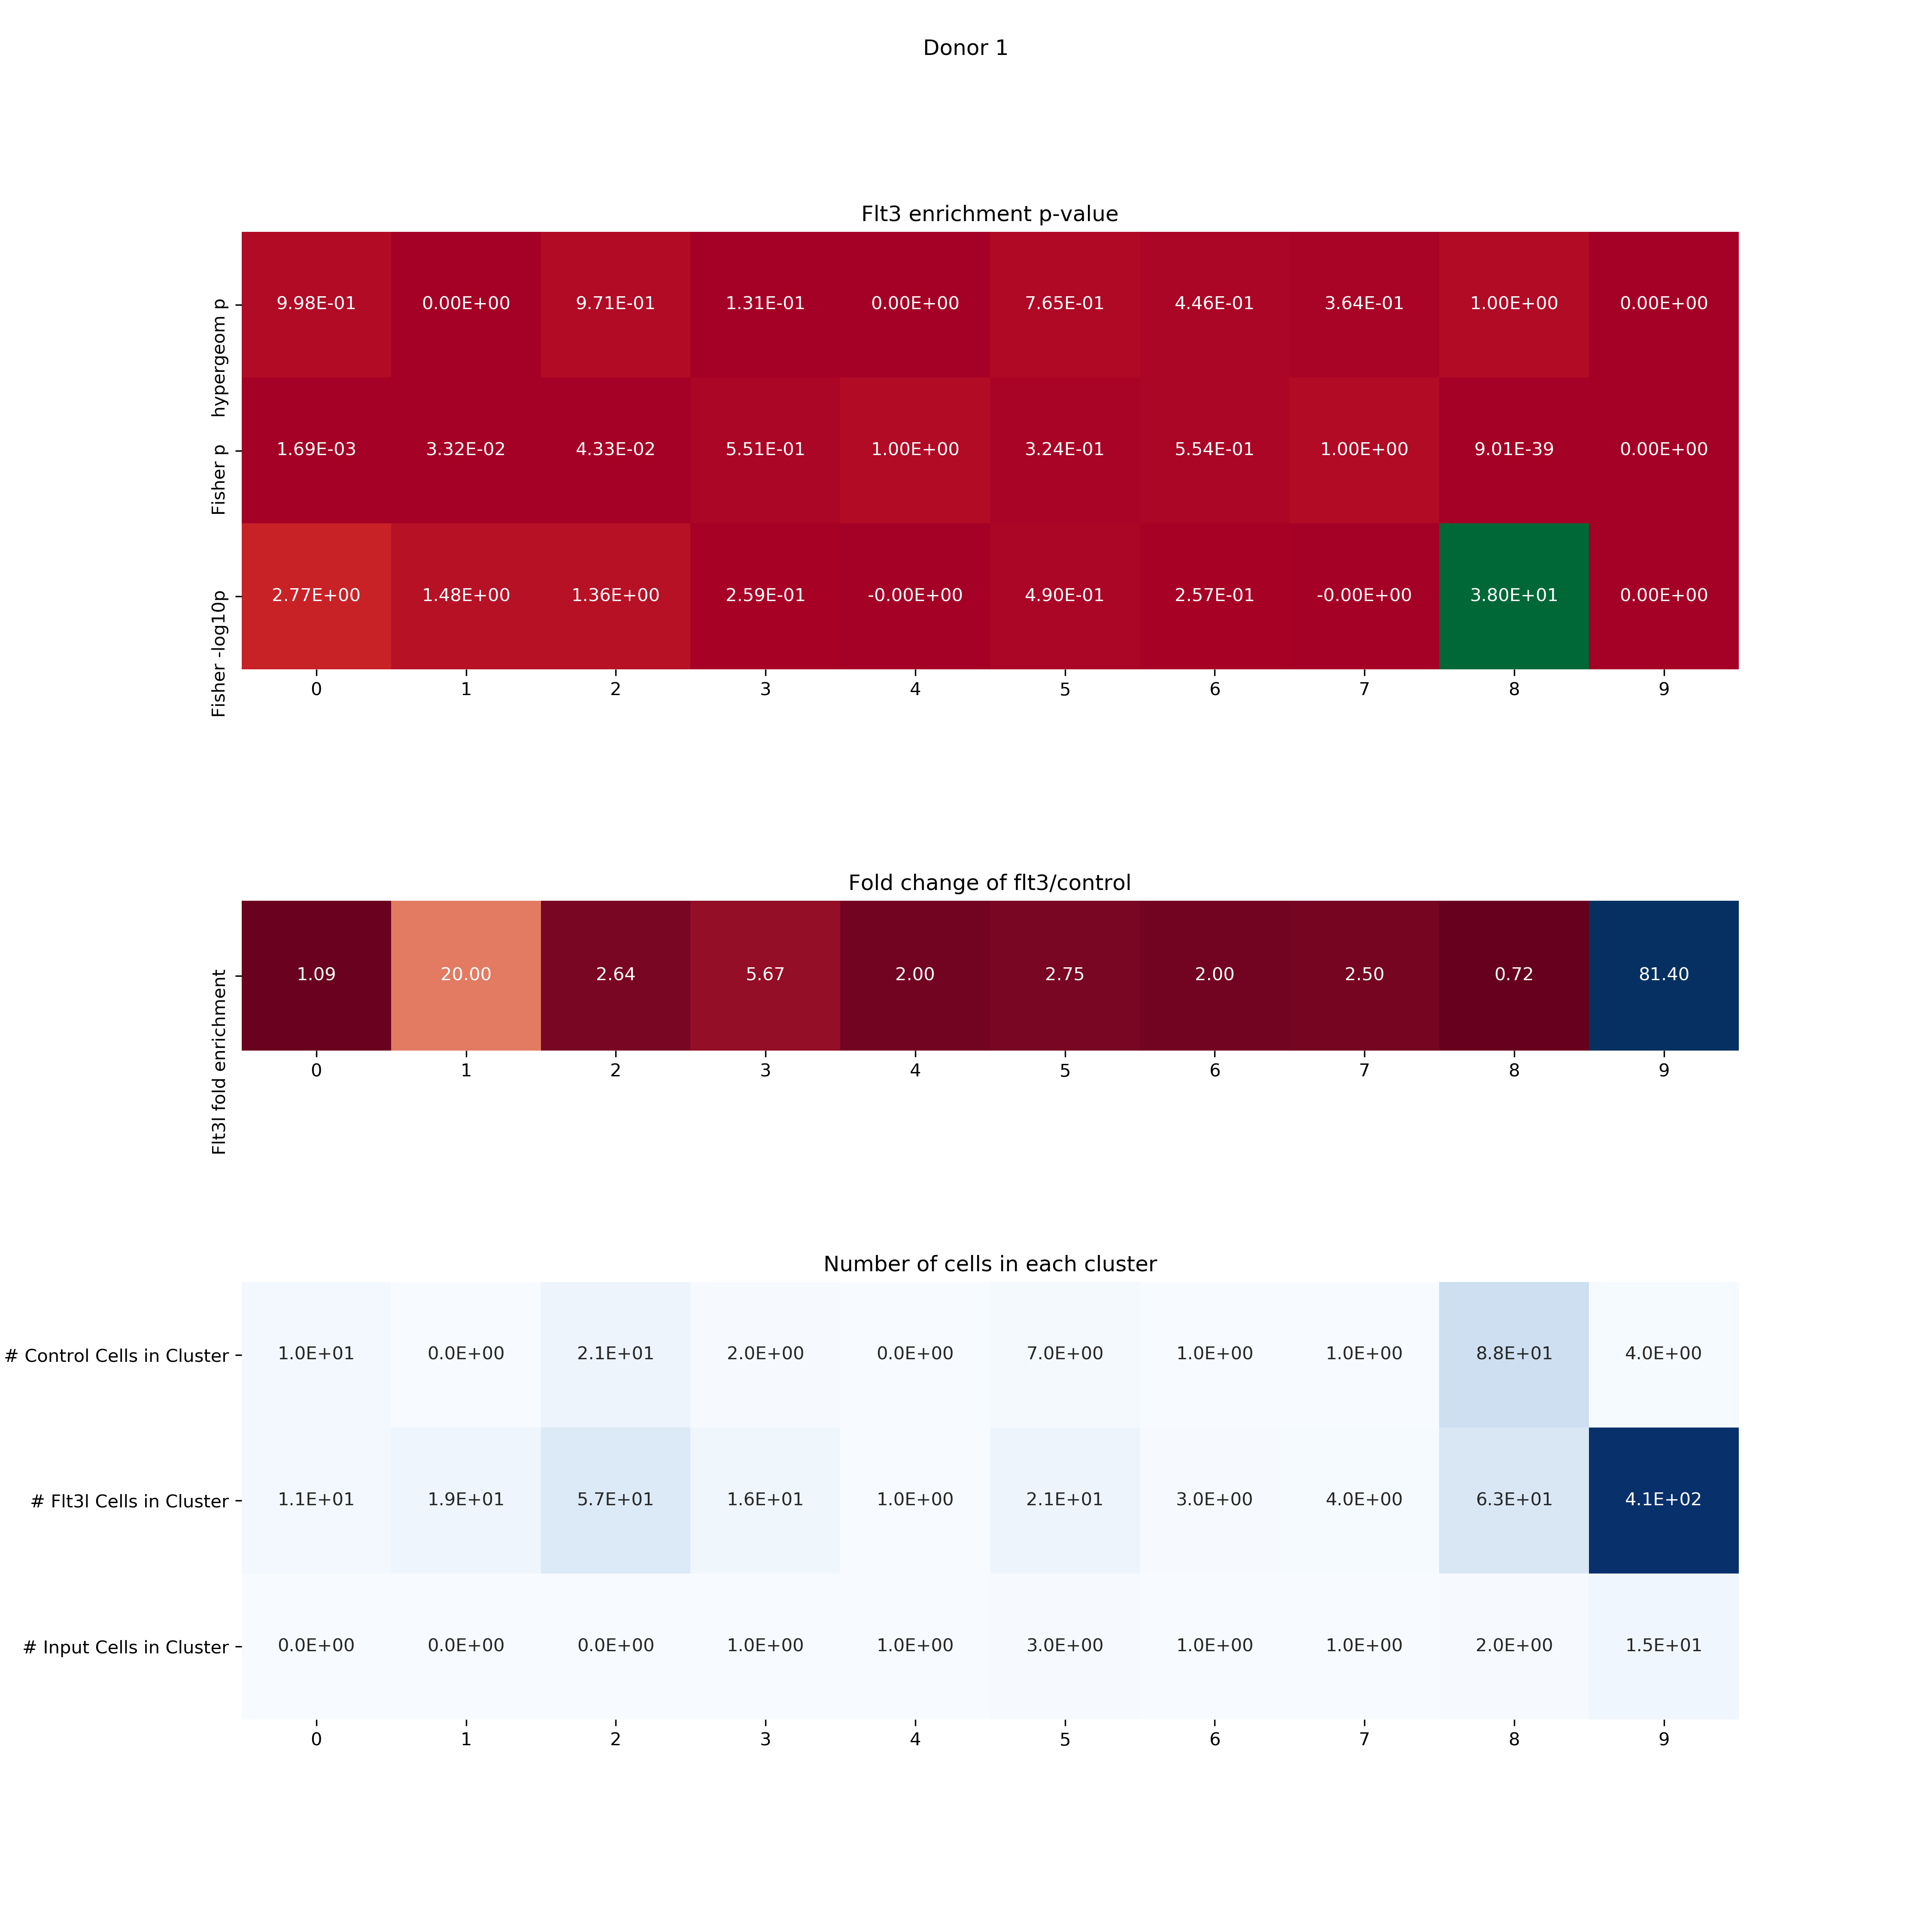 Donor 1
Flt3 enrichment p-value
hypergeom p 9.98E-01 0.00E+00 9.71E-01 1.31E-01 0.00E+00 7.65E-01 4.46E-01 3.64E-01 1.00E+00 0.00E+00
Fisher p 1.69E-03 3.32E-02 4.33E-02 5.51E-01 1.00E+00 3.24E-01 5.54E-01 1.00E+00 9.01E-39 0.00E+00
Fisher -log10p 2.77E+00 1.48E+00 1.36E+00 2.59E-01 -0.00E+00 4.90E-01 2.57E-01 -0.00E+00 3.80E+01 0.00E+00
0 1 2 3 4 5 6 7 8 9
Fold change of flt3/control
Flt3l fold enrichment 1.09 20.00 2.64 5.67 2.00 2.75 2.00 2.50 0.72 81.40
0 1 2 3 4 5 6 7 8 9
Number of cells in each cluster
# Control Cells in Cluster 1.0E+01 0.0E+00 2.1E+01 2.0E+00 0.0E+00 7.0E+00 1.0E+00 1.0E+00 8.8E+01 4.0E+00
# Flt3l Cells in Cluster 1.1E+01 1.9E+01 5.7E+01 1.6E+01 1.0E+00 2.1E+01 3.0E+00 4.0E+00 6.3E+01 4.1E+02
# Input Cells in Cluster 0.0E+00 0.0E+00 0.0E+00 1.0E+00 1.0E+00 3.0E+00 1.0E+00 1.0E+00 2.0E+00 1.5E+01
0 1 2 3 4 5 6 7 8 9